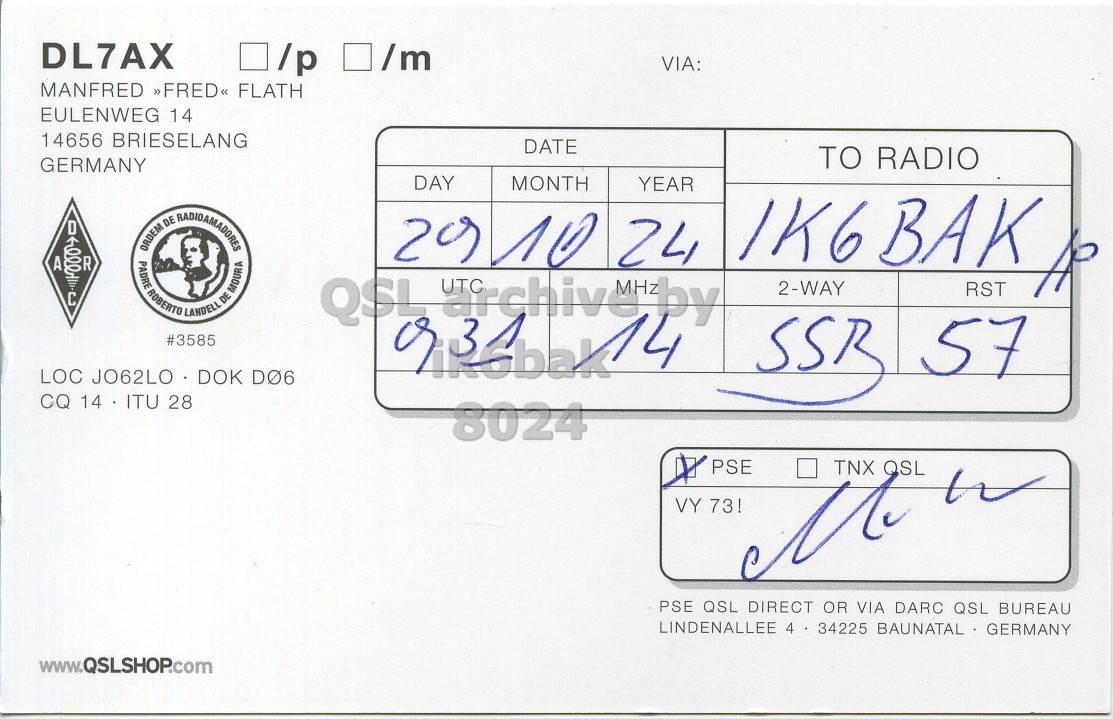 DL7AX □/p □/m
VIA:
MANFRED »FRED« FLATH
EULENWEG 14
14656 BRIESELANG
GERMANY
DARC
ORDEM DE RADIOAMADORES
PADRE ROBERTO LANDELL DE MOURA
#3585
LOC JO62LO · DOK DØ6
CQ 14 · ITU 28
DATE
TO RADIO
DAY MONTH YEAR
29 10 24
IK6BAK /P
UTC MHz 2-WAY RST
931 14 SSB 57
QSL archive by
ik6bak
8024
X PSE □ TNX QSL
VY 73!
PSE QSL DIRECT OR VIA DARC QSL BUREAU
LINDENALLEE 4 · 34225 BAUNATAL · GERMANY
www.QSLSHOP.com